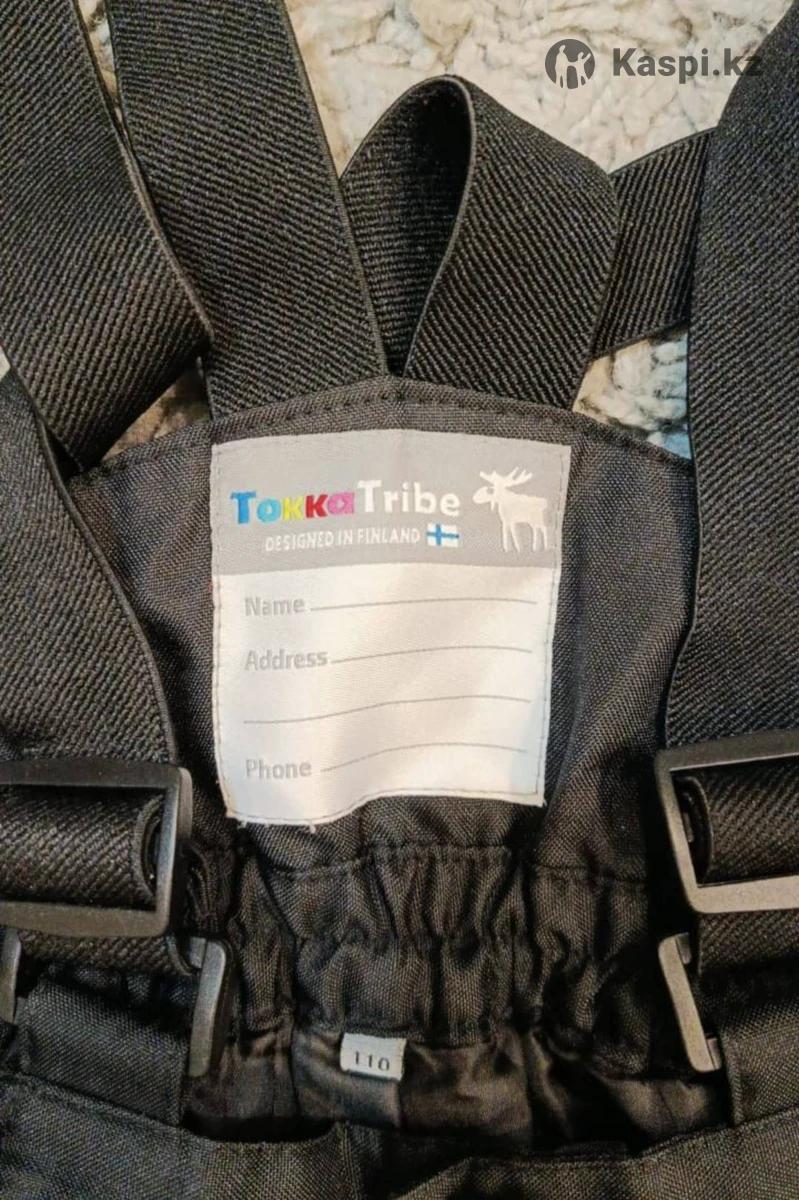 Kaspi.kz
TokkaTribe
DESIGNED IN FINLAND
Name
Address
Phone
110